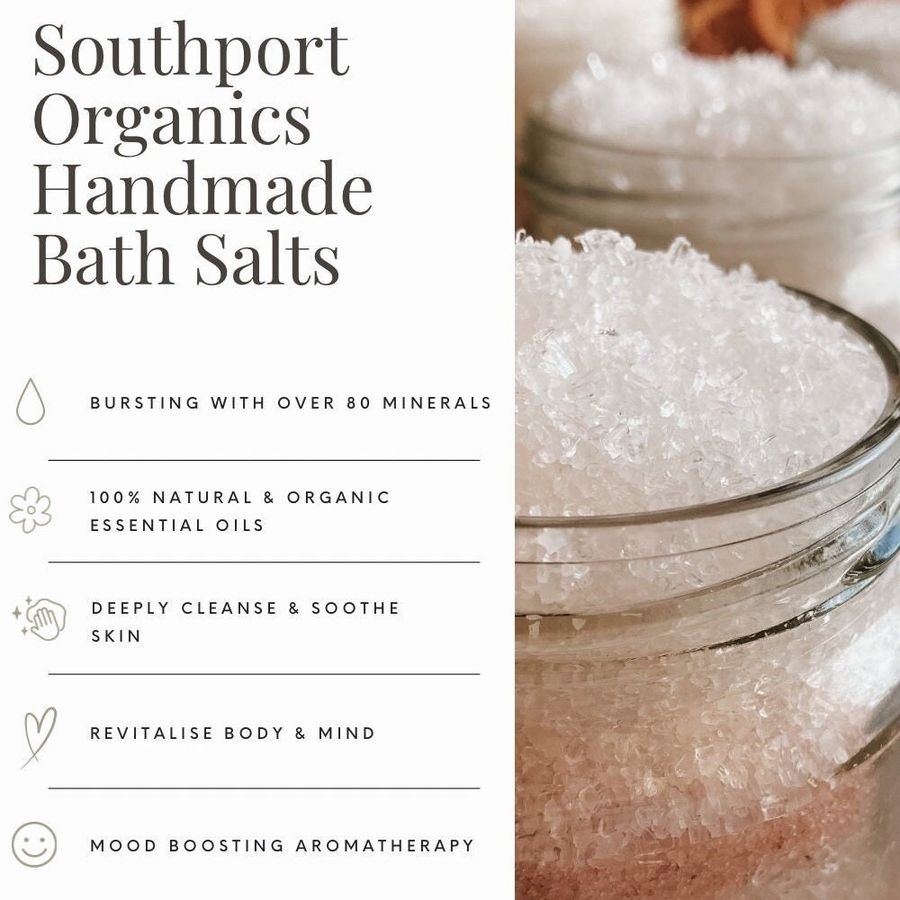 Southport
Organics
Handmade
Bath Salts
BURSTING WITH OVER 80 MINERALS
100% NATURAL & ORGANIC
ESSENTIAL OILS
DEEPLY CLEANSE & SOOTHE
SKIN
REVITALISE BODY & MIND
MOOD BOOSTING AROMATHERAPY